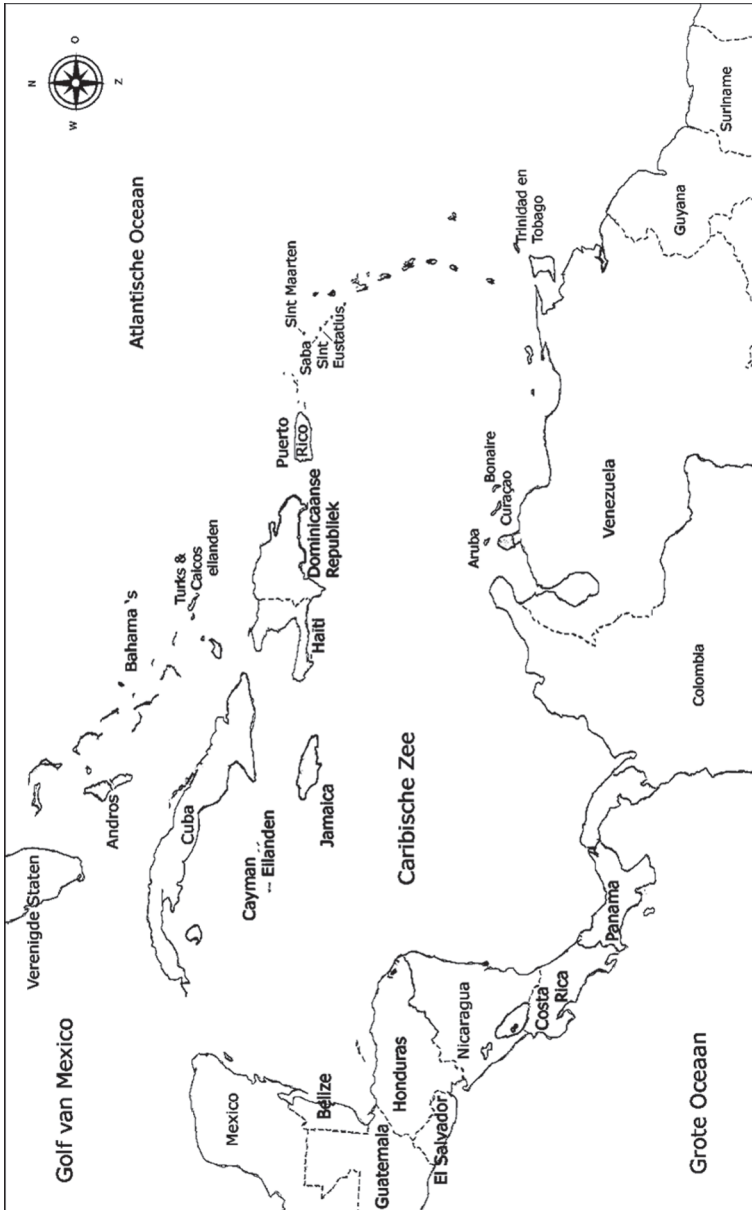 Golf van Mexico
Verenigde Staten
N
W
O
Z
Atlantische Oceaan
Bahama 's
Andros
Turks &
Caicos
eilanden
Cuba
Mexico
Cayman
Eilanden
Haïti
Dominicaanse
Republiek
Puerto
Rico
Sint Maarten
Saba
Sint
Eustatius
Jamaica
Belize
Guatemala
Honduras
El Salvador
Caribische Zee
Nicaragua
Aruba
Bonaire
Curaçao
Trinidad en
Tobago
Costa
Rica
Panama
Venezuela
Colombia
Guyana
Suriname
Grote Oceaan